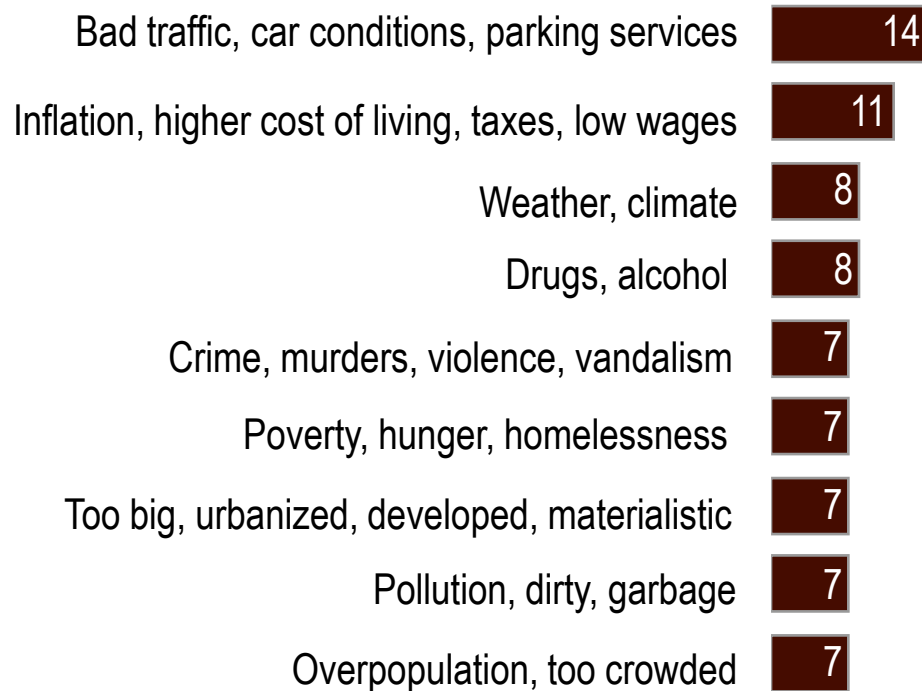 Bad traffic, car conditions, parking services 14
Inflation, higher cost of living, taxes, low wages 11
Weather, climate 8
Drugs, alcohol 8
Crime, murders, violence, vandalism 7
Poverty, hunger, homelessness 7
Too big, urbanized, developed, materialistic 7
Pollution, dirty, garbage 7
Overpopulation, too crowded 7